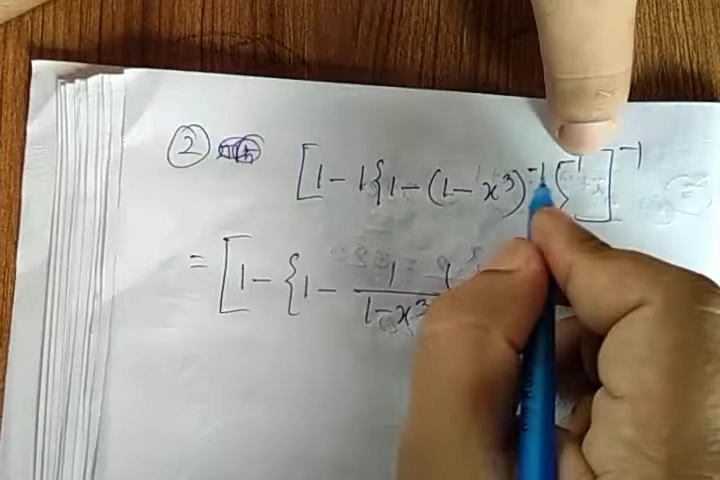 ② [1-1{1-(1-x³)⁻¹}⁻¹]⁻¹
= [1-{1- 1/1-x³